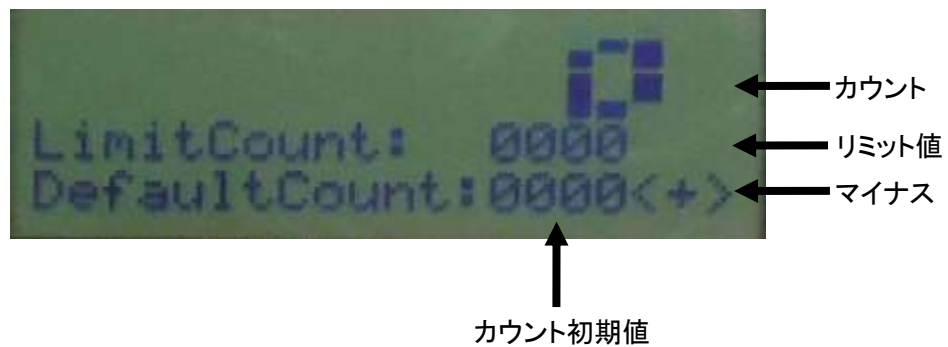 0
カウント
LimitCount: 0000
リミット値
DefaultCount:0000<+>
マイナス
カウント初期値